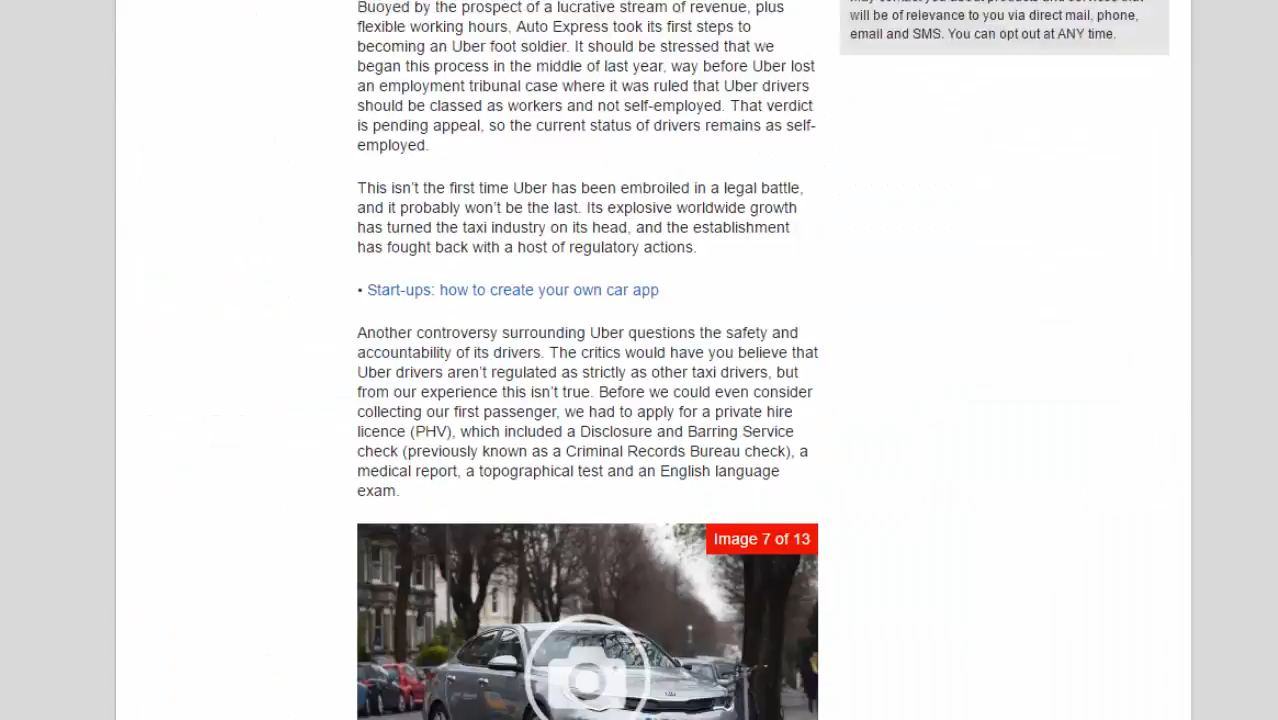 Buoyed by the prospect of a lucrative stream of revenue, plus
flexible working hours, Auto Express took its first steps to
becoming an Uber foot soldier. It should be stressed that we
began this process in the middle of last year, way before Uber lost
an employment tribunal case where it was ruled that Uber drivers
should be classed as workers and not self-employed. That verdict
is pending appeal, so the current status of drivers remains as self-
employed.
This isn’t the first time Uber has been embroiled in a legal battle,
and it probably won’t be the last. Its explosive worldwide growth
has turned the taxi industry on its head, and the establishment
has fought back with a host of regulatory actions.
• Start-ups: how to create your own car app
Another controversy surrounding Uber questions the safety and
accountability of its drivers. The critics would have you believe that
Uber drivers aren’t regulated as strictly as other taxi drivers, but
from our experience this isn’t true. Before we could even consider
collecting our first passenger, we had to apply for a private hire
licence (PHV), which included a Disclosure and Barring Service
check (previously known as a Criminal Records Bureau check), a
medical report, a topographical test and an English language
exam.
Image 7 of 13
will be of relevance to you via direct mail, phone,
email and SMS. You can opt out at ANY time.